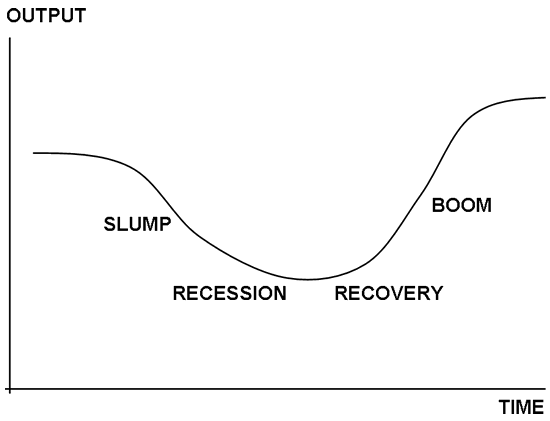 OUTPUT
BOOM
SLUMP
RECESSION RECOVERY
TIME